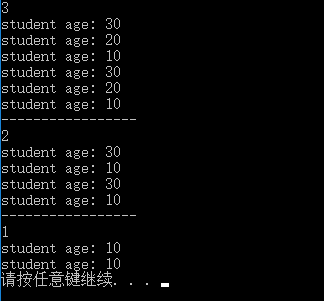 3
student age: 30
student age: 20
student age: 10
student age: 30
student age: 20
student age: 10
-----------------
2
student age: 30
student age: 10
student age: 30
student age: 10
-----------------
1
student age: 10
student age: 10
请按任意键继续. . .